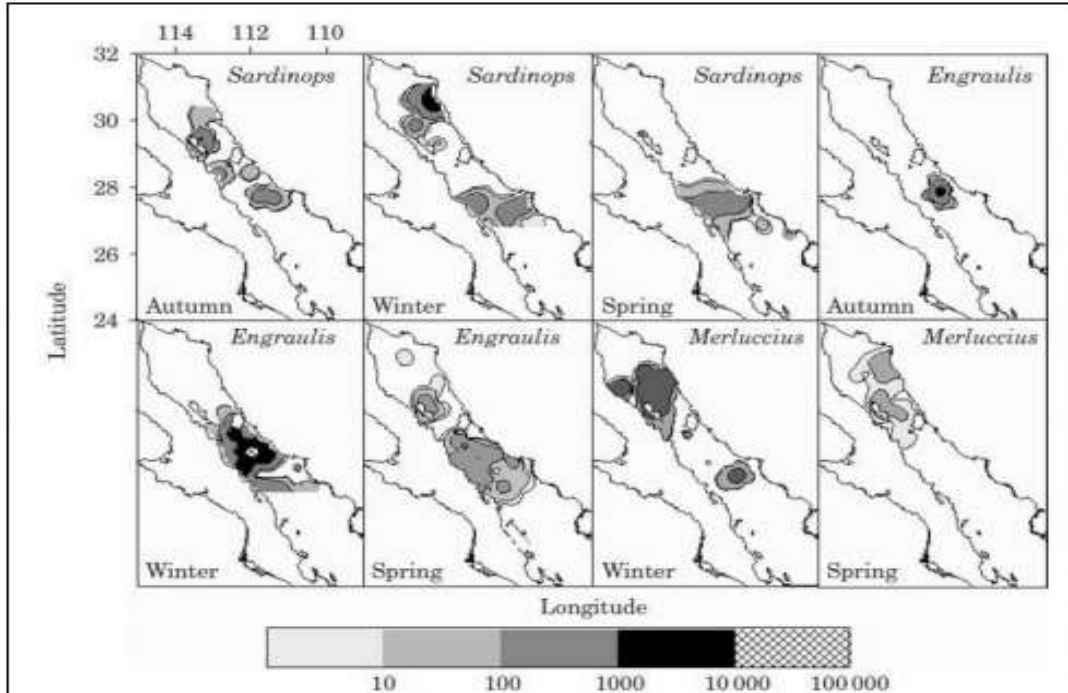 114 112 110
32
30
28
26
24
Latitude
Sardinops Sardinops Sardinops Engraulis
Autumn Winter Spring Autumn
Engraulis Engraulis Merluccius Merluccius
Winter Spring Winter Spring
Longitude
10 100 1000 10 000 100 000